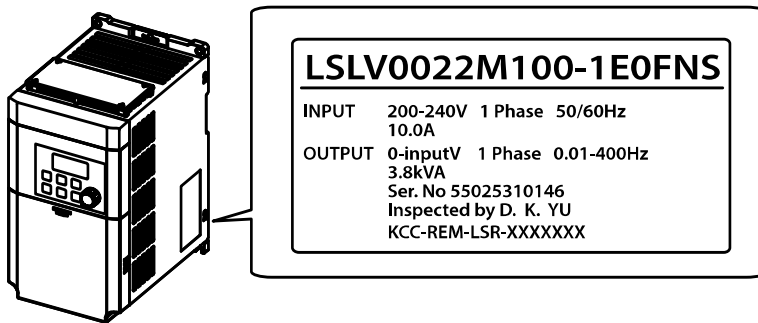 LSLV0022M100-1E0FNS
INPUT 200-240V 1 Phase 50/60Hz
10.0A
OUTPUT 0-inputV 1 Phase 0.01-400Hz
3.8kVA
Ser. No 55025310146
Inspected by D. K. YU
KCC-REM-LSR-XXXXXXX